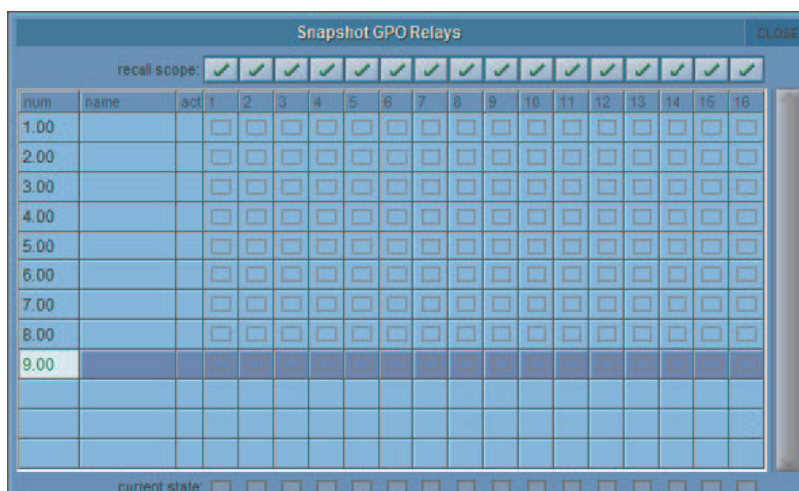 Snapshot GPO Relays CLOSE
recall scope:
num name act 1 2 3 4 5 6 7 8 9 10 11 12 13 14 15 16
1.00
2.00
3.00
4.00
5.00
6.00
7.00
8.00
9.00
current state: